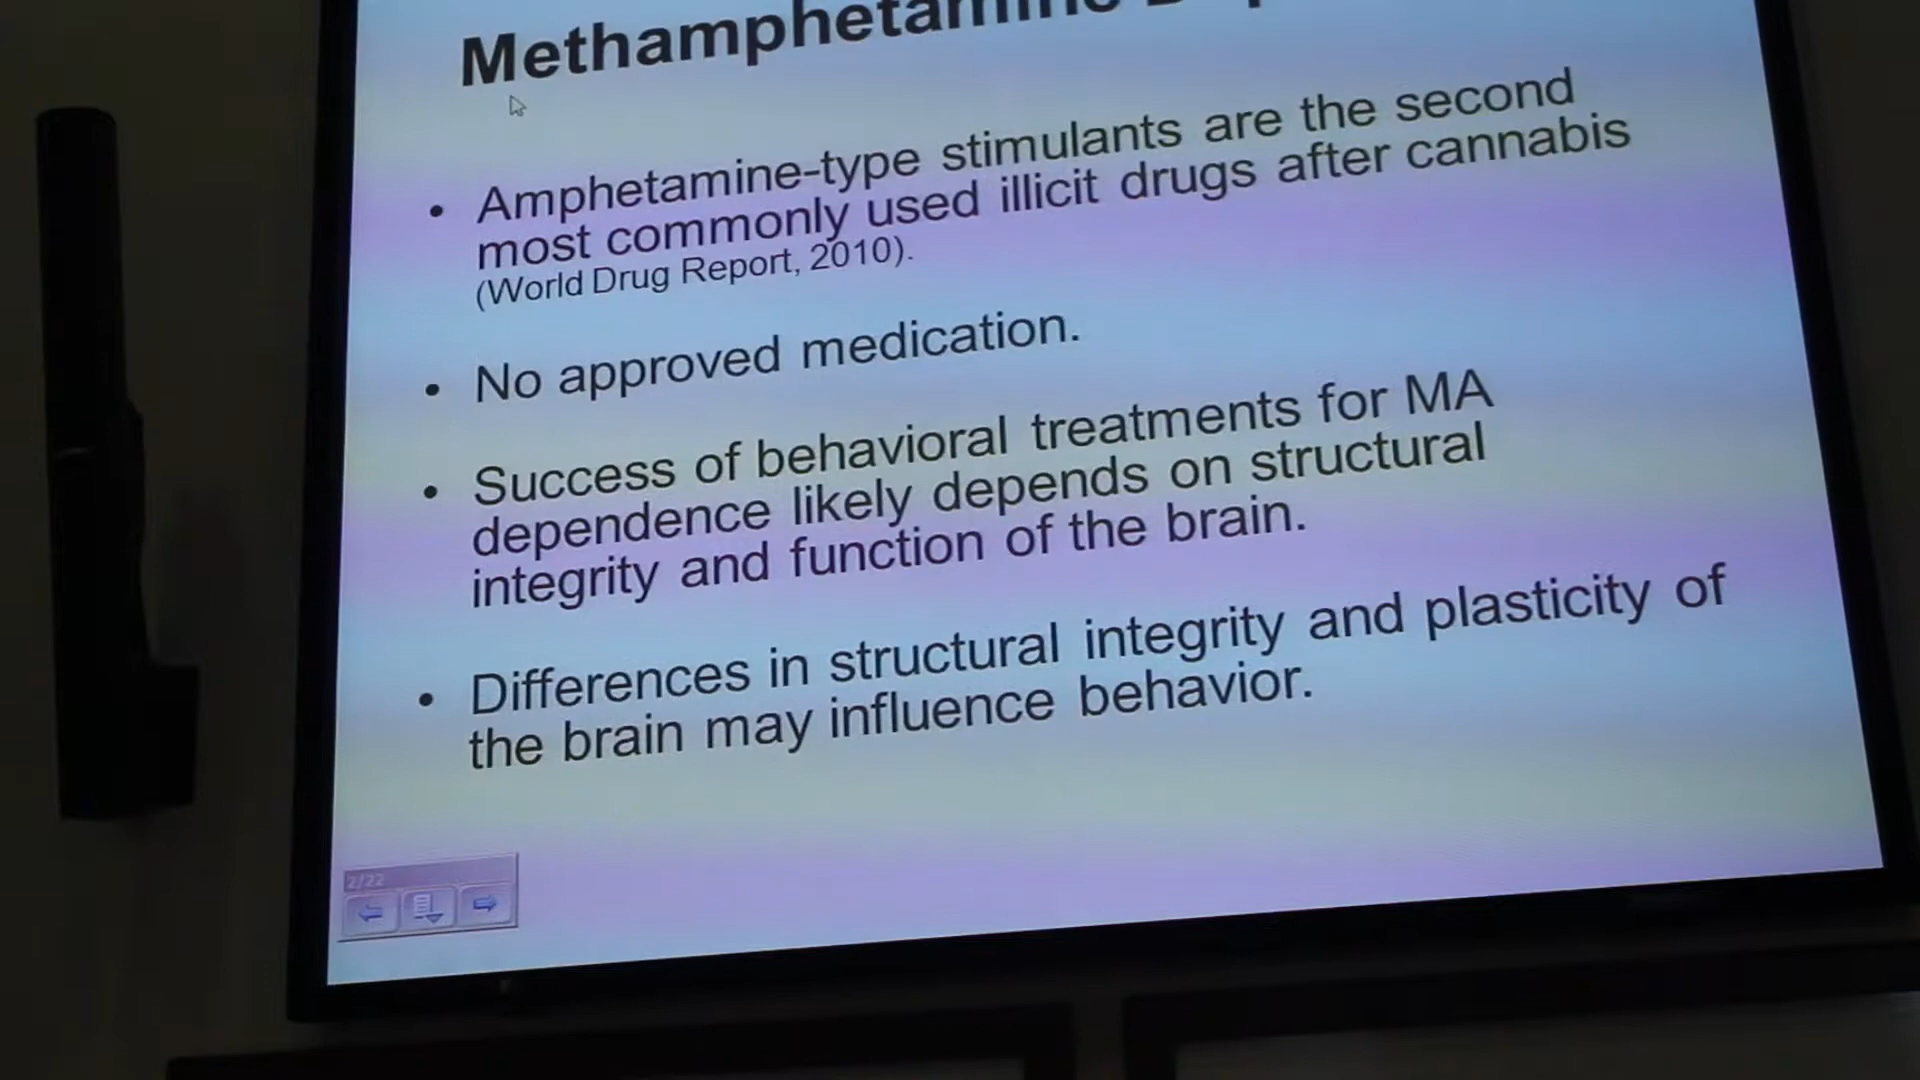 Methamphetamine
• Amphetamine-type stimulants are the second
most commonly used illicit drugs after cannabis
(World Drug Report, 2010).
• No approved medication.
• Success of behavioral treatments for MA
dependence likely depends on structural
integrity and function of the brain.
• Differences in structural integrity and plasticity of
the brain may influence behavior.
2/22